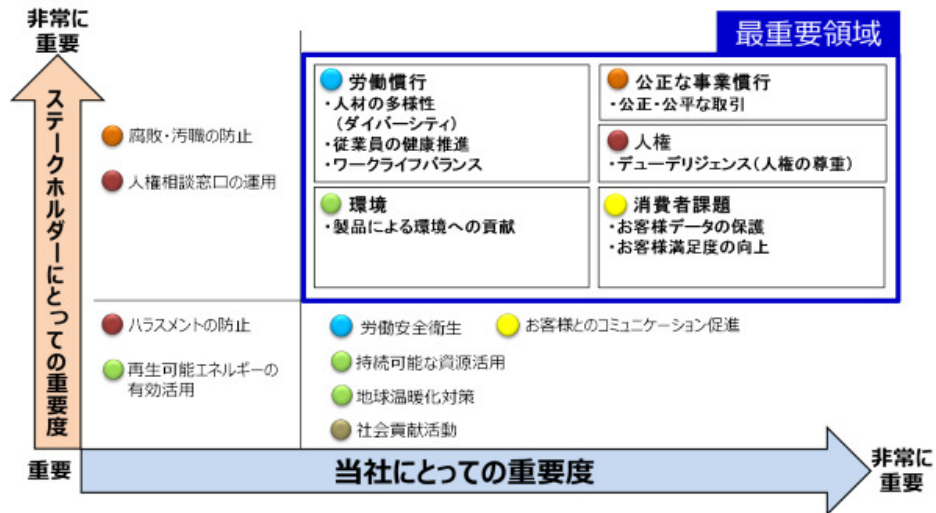 非常に
重要
最重要領域
ステークホルダーにとっての重要度
腐敗・汚職の防止
人権相談窓口の運用
労働慣行
・人材の多様性
(ダイバーシティ)
・従業員の健康推進
・ワークライフバランス
公正な事業慣行
・公正・公平な取引
人権
・デューデリジェンス(人権の尊重)
環境
・製品による環境への貢献
消費者課題
・お客様データの保護
・お客様満足度の向上
ハラスメントの防止
再生可能エネルギーの
有効活用
労働安全衛生
お客様とのコミュニケーション促進
持続可能な資源活用
地球温暖化対策
社会貢献活動
重要
当社にとっての重要度
非常に
重要